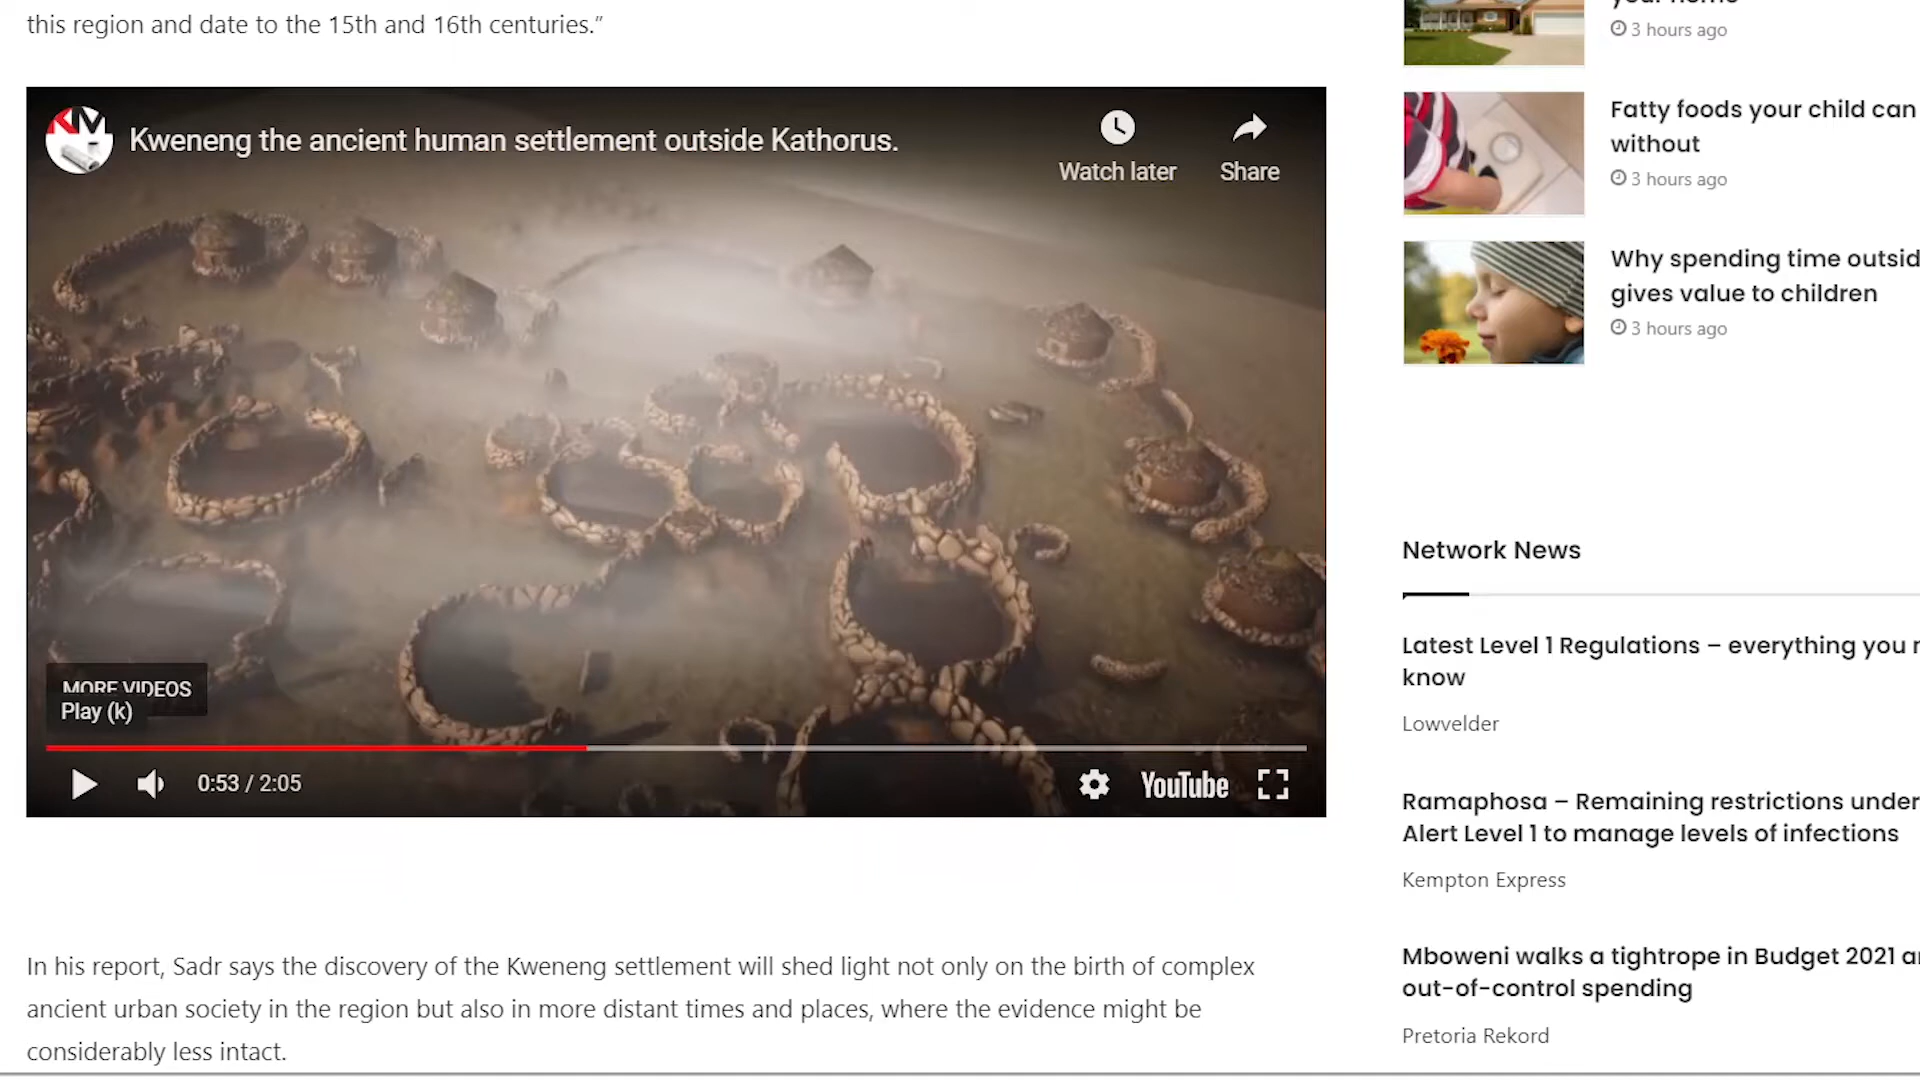 this region and date to the 15th and 16th centuries.”
Kweneng the ancient human settlement outside Kathorus.
Watch later
Share
MORE VIDEOS
Play (k)
0:53 / 2:05
YouTube
In his report, Sadr says the discovery of the Kweneng settlement will shed light not only on the birth of complex
ancient urban society in the region but also in more distant times and places, where the evidence might be
considerably less intact.
your home
3 hours ago
Fatty foods your child can
without
3 hours ago
Why spending time outsid
gives value to children
3 hours ago
Network News
Latest Level 1 Regulations – everything you
know
Lowvelder
Ramaphosa – Remaining restrictions under
Alert Level 1 to manage levels of infections
Kempton Express
Mboweni walks a tightrope in Budget 2021
out-of-control spending
Pretoria Rekord